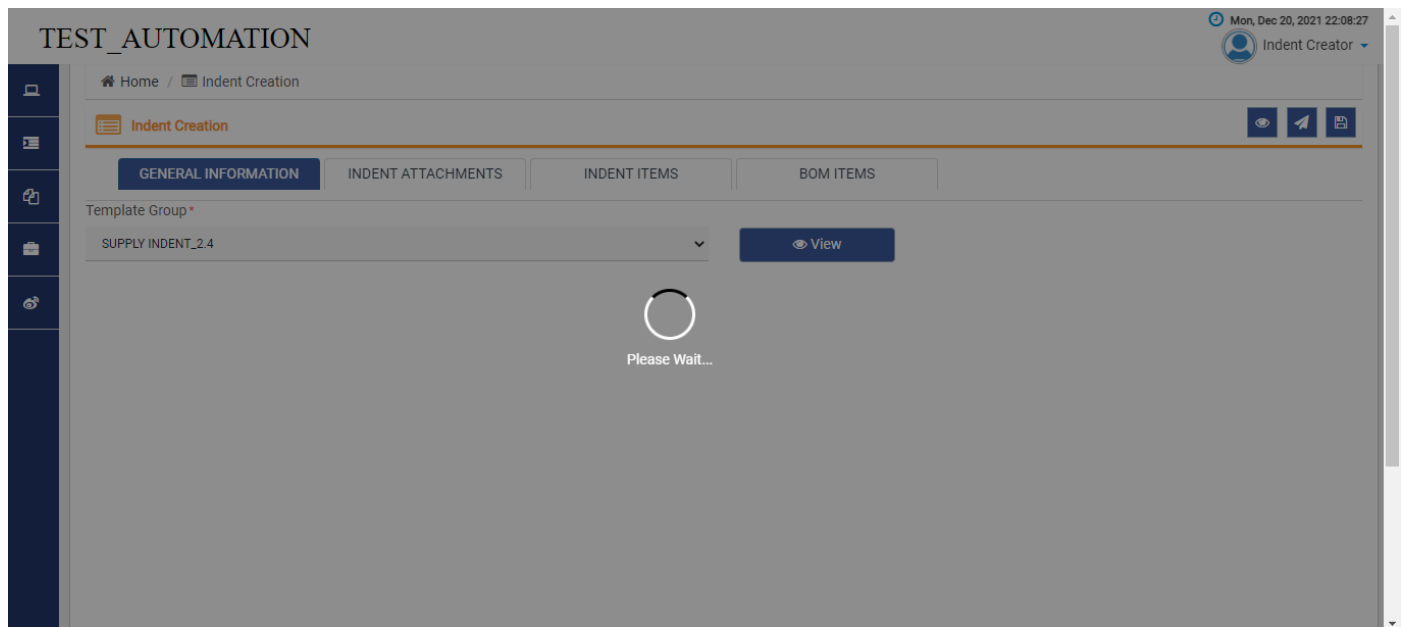 Mon, Dec 20, 2021 22:08:27
TEST_AUTOMATION
Indent Creator
Home / Indent Creation
Indent Creation
GENERAL INFORMATION INDENT ATTACHMENTS INDENT ITEMS BOM ITEMS
Template Group *
SUPPLY INDENT_2.4 View
Please Wait...